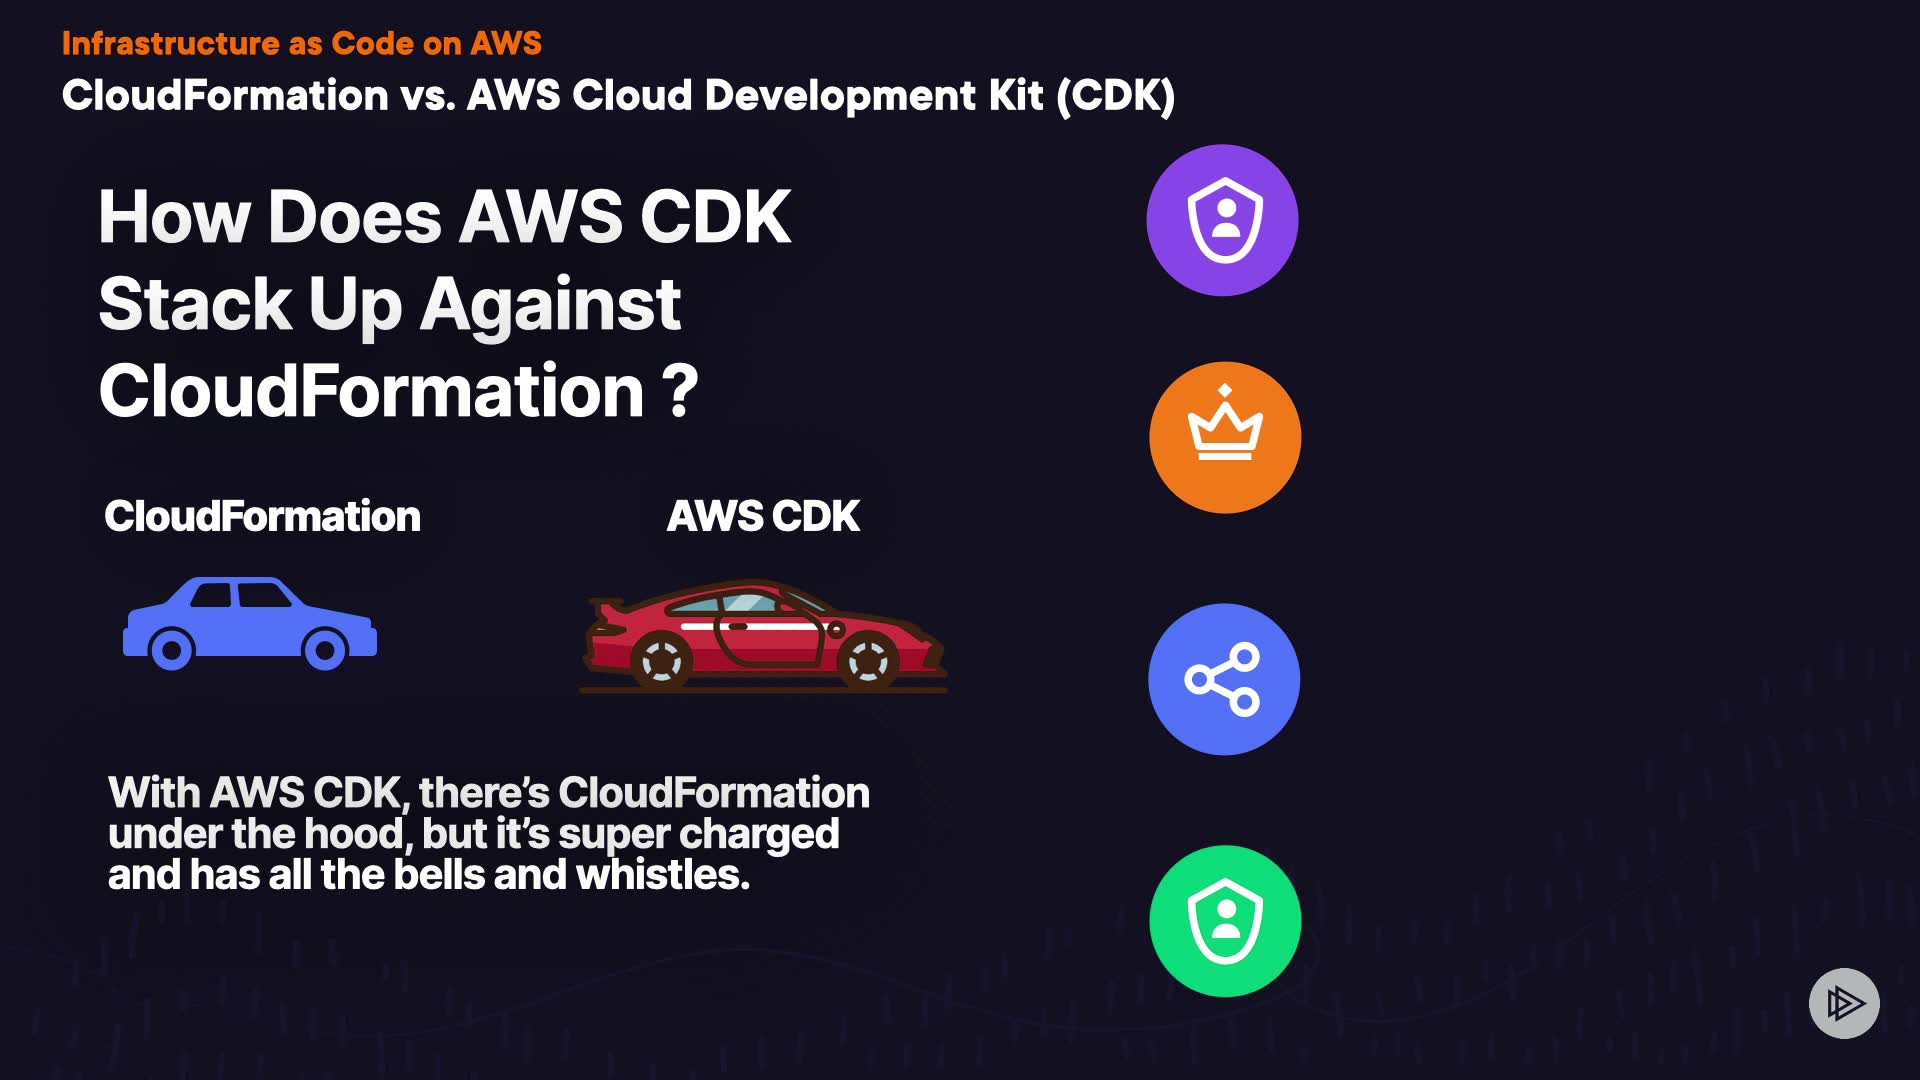 Infrastructure as Code on AWS
CloudFormation vs. AWS Cloud Development Kit (CDK)
How Does AWS CDK
Stack Up Against
CloudFormation ?
CloudFormation
AWS CDK
With AWS CDK, there’s CloudFormation
under the hood, but it’s super charged
and has all the bells and whistles.